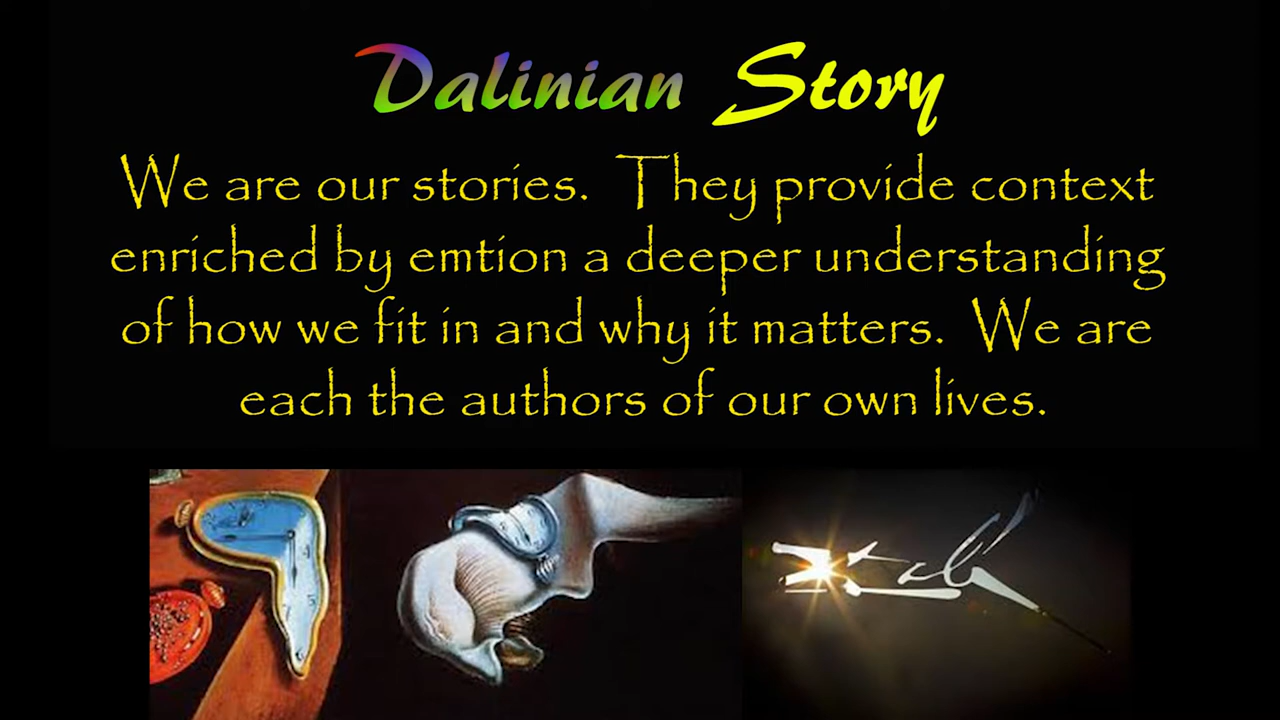 Dalinian Story
We are our stories. They provide context
enriched by emtion a deeper understanding
of how we fit in and why it matters. We are
each the authors of our own lives.